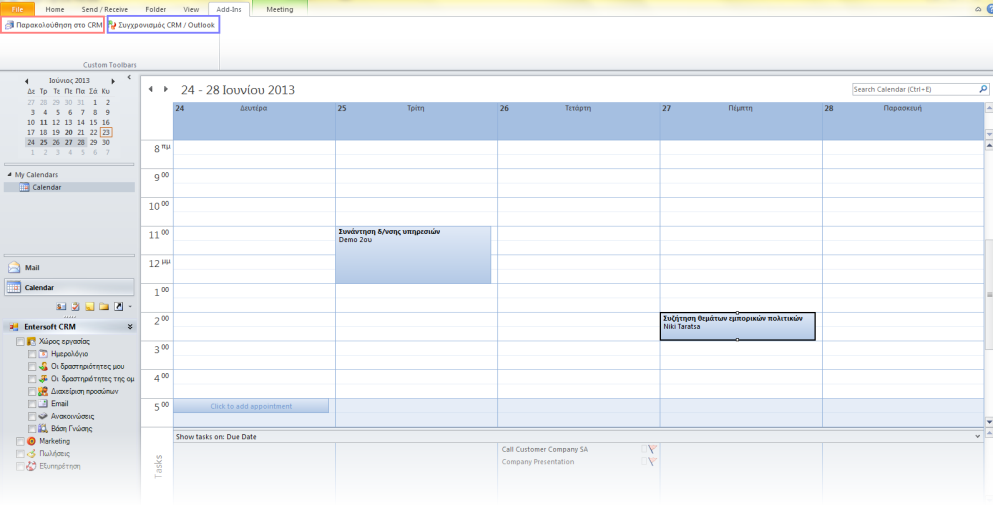 File Home Send / Receive Folder View Add-Ins Meeting
Παρακολούθηση στο CRM Συγχρονισμός CRM / Outlook
Custom Toolbars
Ιούνιος 2013
Δε Τρ Τε Πε Πα Σά Κυ
27 28 29 30 31 1 2
3 4 5 6 7 8 9
10 11 12 13 14 15 16
17 18 19 20 21 22 23
24 25 26 27 28 29 30
1 2 3 4 5 6 7
My Calendars
Calendar
Mail
Calendar
Entersoft CRM
Χώρος εργασίας
Ημερολόγιο
Οι δραστηριότητες μου
Οι δραστηριότητες της ομ
Διαχείριση προσώπων
Email
Ανακοινώσεις
Βάση Γνώσης
Marketing
Πωλήσεις
Εξυπηρέτηση
24 - 28 Ιουνίου 2013
Search Calendar (Ctrl+E)
24 Δευτέρα 25 Τρίτη 26 Τετάρτη 27 Πέμπτη 28 Παρασκευή
8 πμ
9 00
10 00
11 00
Συνάντηση δ/νσης υπηρεσιών
Demo 2ου
12 μμ
1 00
2 00
Συζήτηση θεμάτων εμπορικών πολιτικών
Niki Taratsa
3 00
4 00
5 00
Click to add appointment
Show tasks on: Due Date
Tasks
Call Customer Company SA
Company Presentation